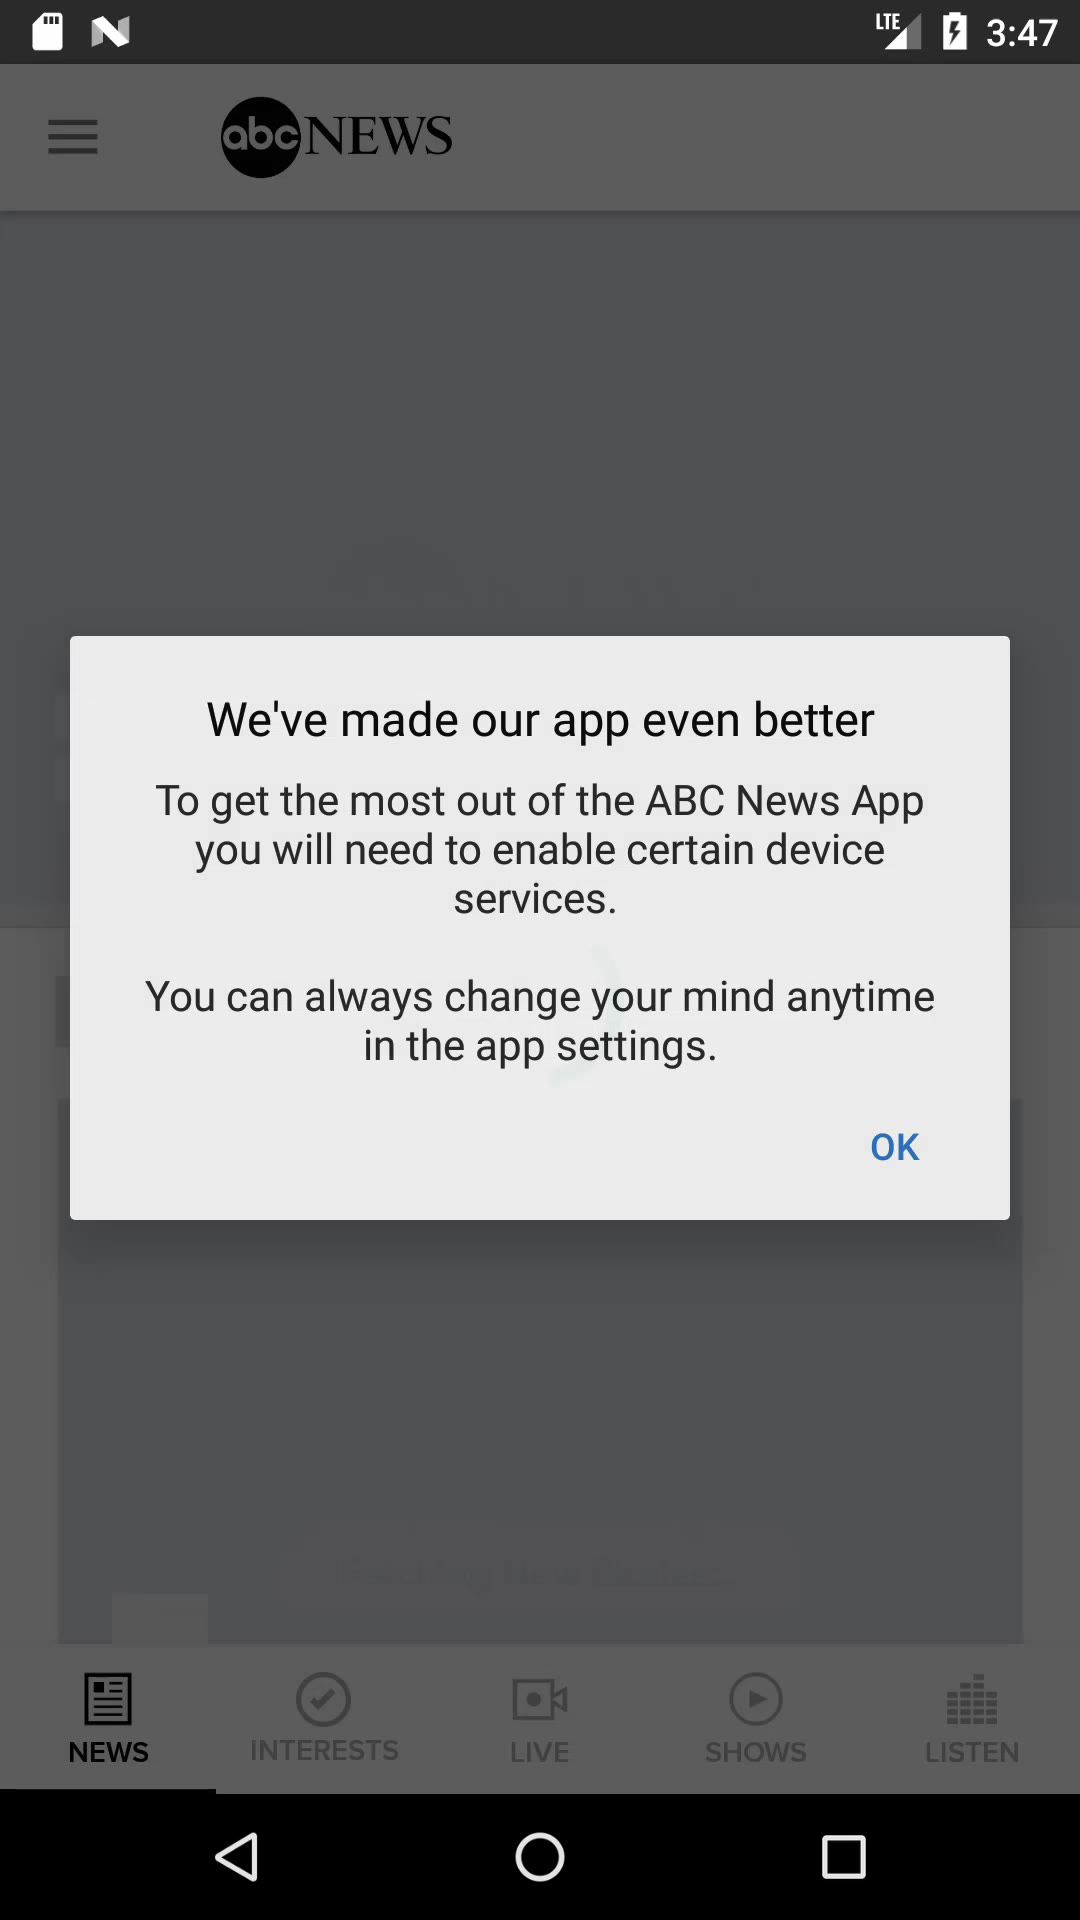 LTE 3:47
abc NEWS
We've made our app even better
To get the most out of the ABC News App
you will need to enable certain device
services.
You can always change your mind anytime
in the app settings.
OK
NEWS INTERESTS LIVE SHOWS LISTEN